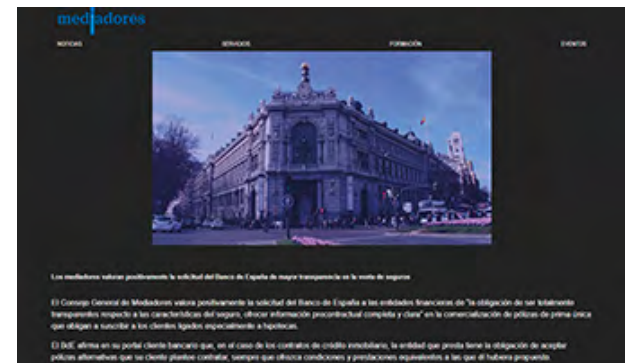 mediadores
NOTICIAS SERVICIOS FORMACIÓN EVENTOS
Los mediadores valoran positivamente la solicitud del Banco de España de mayor transparencia en la venta de seguros
El Consejo General de Mediadores valora positivamente la solicitud del Banco de España a las entidades financieras de "la obligación de ser totalmente
transparentes respecto a las características del seguro, ofrecer información precontractual completa y clara" en la comercialización de pólizas de prima única
que obligan a suscribir a los clientes ligados especialmente a hipotecas.
El BdE afirma en su portal cliente bancario que, en el caso de los contratos de crédito inmobiliario, la entidad que presta tiene la obligación de aceptar
pólizas alternativas que su cliente plantee contratar, siempre que ofrezca condiciones y prestaciones equivalentes a las que él hubiera propuesto.